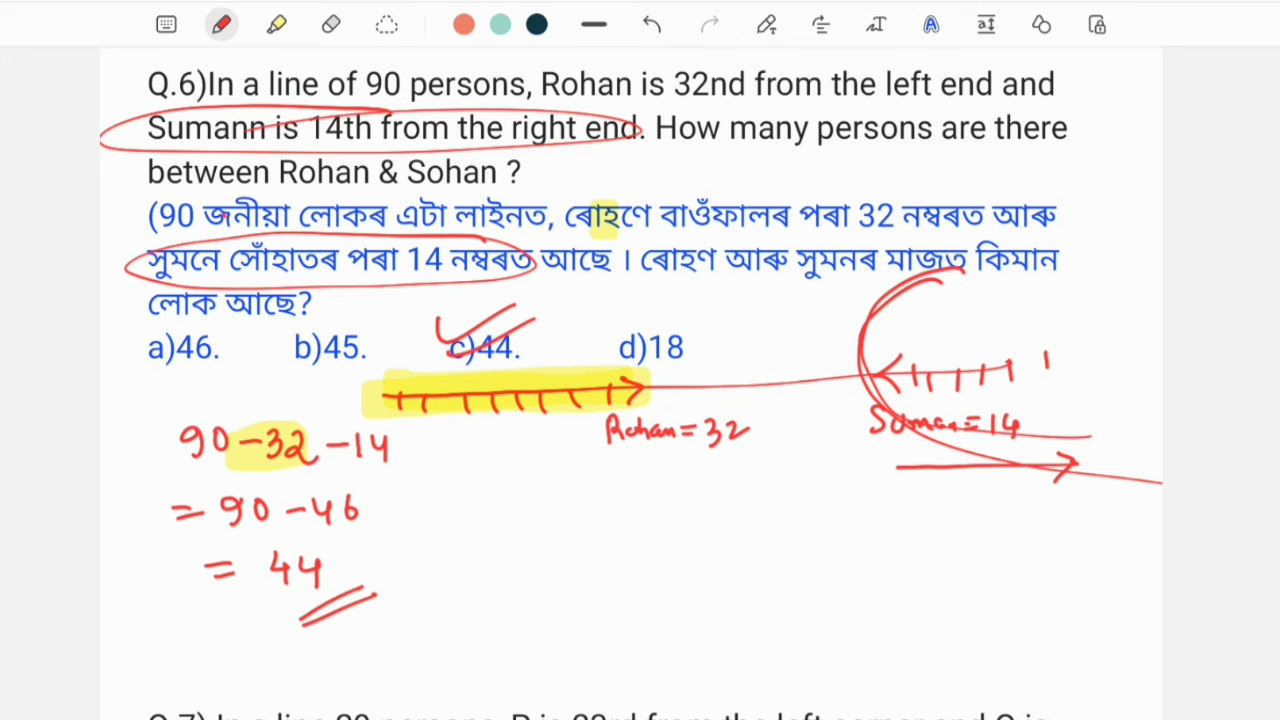 Q.6)In a line of 90 persons, Rohan is 32nd from the left end and
Sumann is 14th from the right end. How many persons are there
between Rohan & Sohan ?
(90 জনীয়া লোকৰ এটা লাইনত, ৰোহণে বাওঁফালৰ পৰা 32 নম্বৰত আৰু
সুমনে সোঁহাতৰ পৰা 14 নম্বৰত আছে । ৰোহণ আৰু সুমনৰ মাজত কিমান
লোক আছে?
a)46. b)45. c)44. d)18
Rohan = 32
Suman = 14
90 - 32 - 14
= 90 - 46
= 44